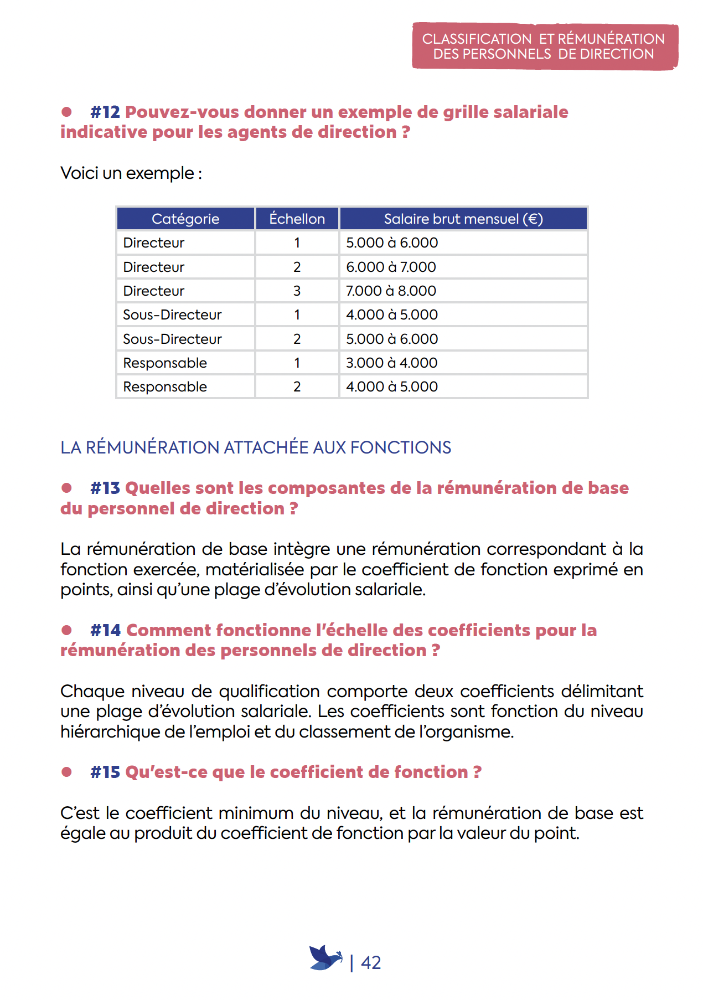 CLASSIFICATION ET RÉMUNÉRATION
DES PERSONNELS DE DIRECTION
#12 Pouvez-vous donner un exemple de grille salariale
indicative pour les agents de direction ?
Voici un exemple :
Catégorie Échellon Salaire brut mensuel (€)
Directeur 1 5.000 à 6.000
Directeur 2 6.000 à 7.000
Directeur 3 7.000 à 8.000
Sous-Directeur 1 4.000 à 5.000
Sous-Directeur 2 5.000 à 6.000
Responsable 1 3.000 à 4.000
Responsable 2 4.000 à 5.000
LA RÉMUNÉRATION ATTACHÉE AUX FONCTIONS
#13 Quelles sont les composantes de la rémunération de base
du personnel de direction ?
La rémunération de base intègre une rémunération correspondant à la
fonction exercée, matérialisée par le coefficient de fonction exprimé en
points, ainsi qu’une plage d’évolution salariale.
#14 Comment fonctionne l’échelle des coefficients pour la
rémunération des personnels de direction ?
Chaque niveau de qualification comporte deux coefficients délimitant
une plage d’évolution salariale. Les coefficients sont fonction du niveau
hiérarchique de l’emploi et du classement de l’organisme.
#15 Qu’est-ce que le coefficient de fonction ?
C’est le coefficient minimum du niveau, et la rémunération de base est
égale au produit du coefficient de fonction par la valeur du point.
| 42